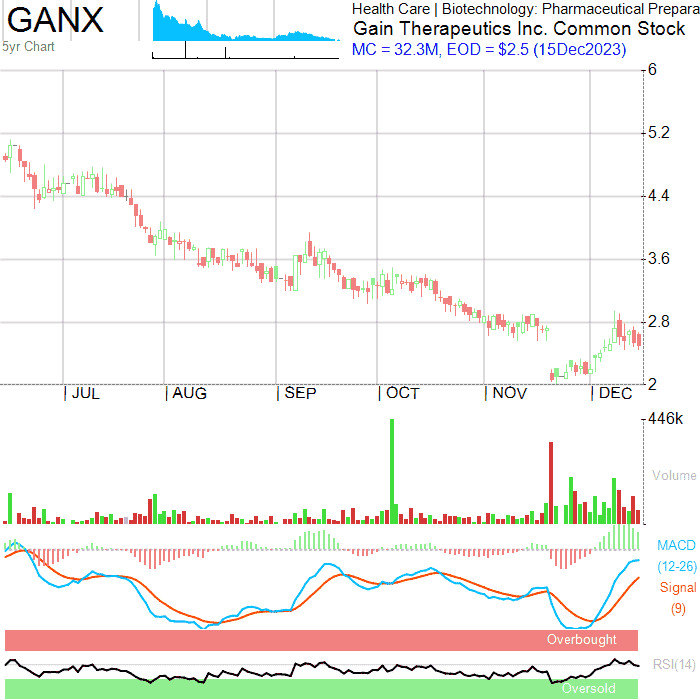 GANX
5yr Chart
Health Care | Biotechnology: Pharmaceutical Prepara
Gain Therapeutics Inc. Common Stock
MC = 32.3M, EOD = $2.5 (15Dec2023)
6
5.2
4.4
3.6
2.8
2
JUL AUG SEP OCT NOV DEC
446k
Volume
MACD
(12-26)
Signal
(9)
Overbought
RSI(14)
Oversold